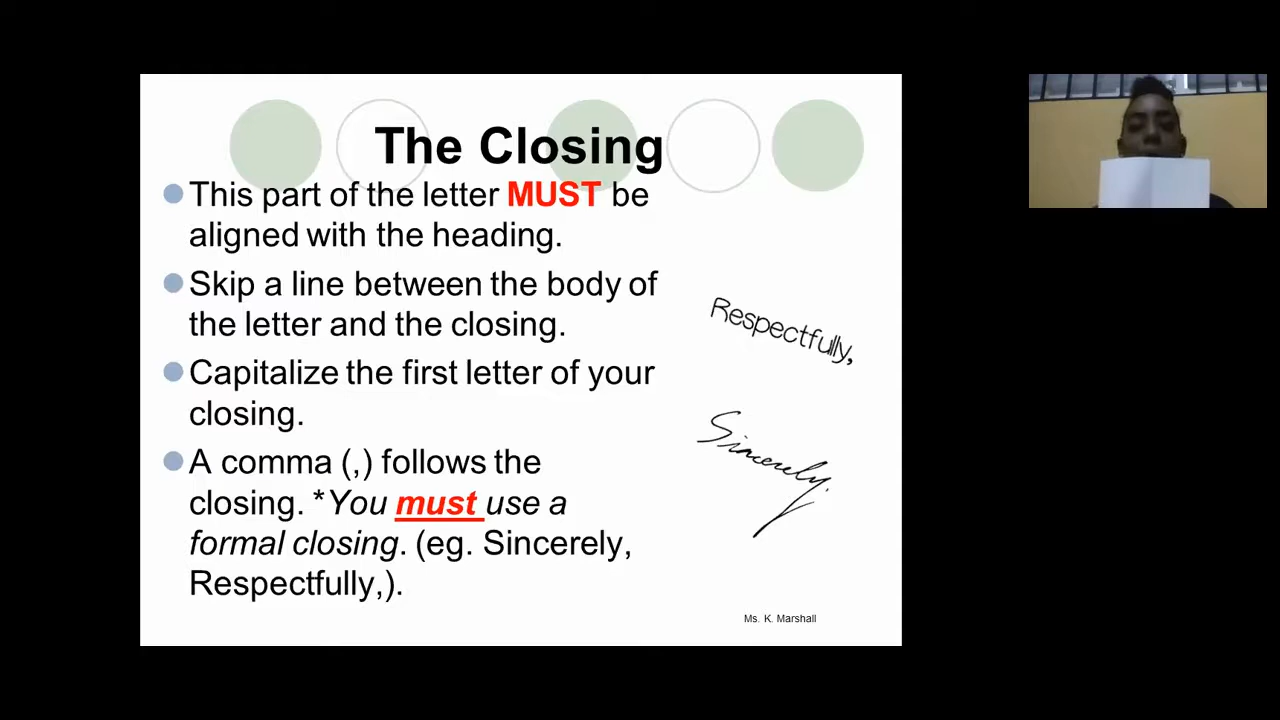 The Closing
This part of the letter MUST be
aligned with the heading.
Skip a line between the body of
the letter and the closing.
Capitalize the first letter of your
closing.
A comma (,) follows the
closing. *You must use a
formal closing. (eg. Sincerely,
Respectfully,).
Respectfully,
Sincerely,
Ms. K. Marshall